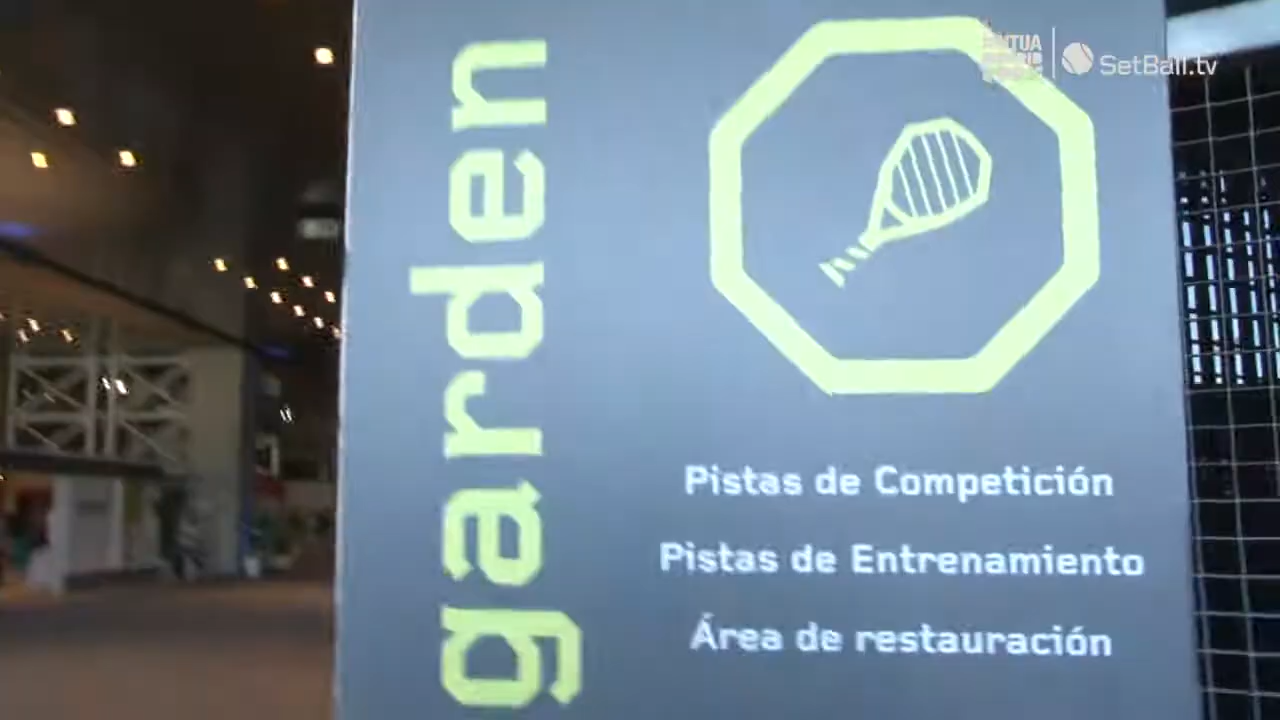 garden
SetBall.tv
Pistas de Competición
Pistas de Entrenamiento
Área de restauración